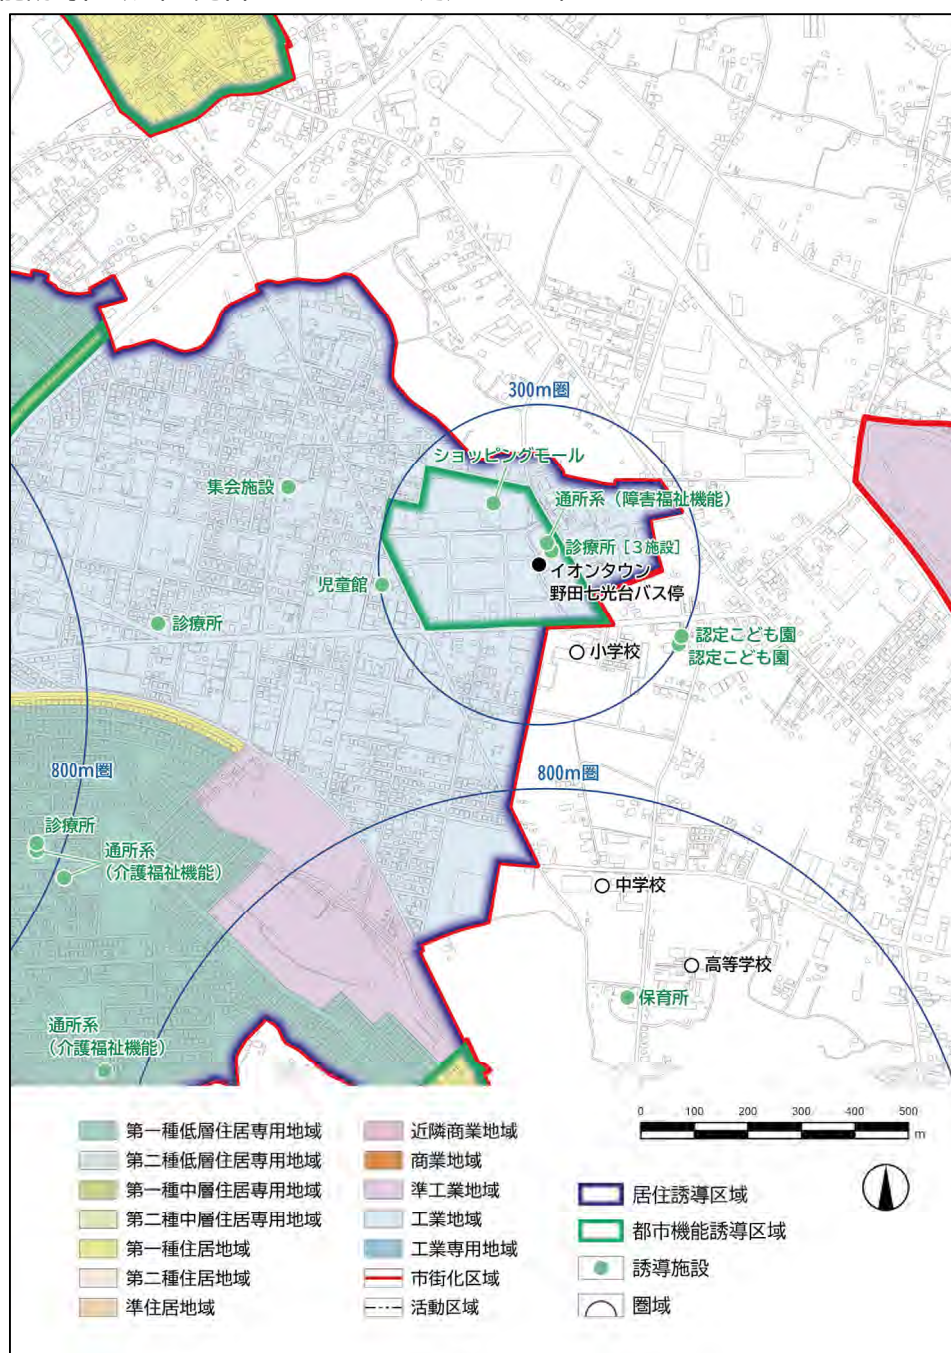 300m圏
ショッピングモール
集会施設
通所系(障害福祉機能)
診療所[3施設]
イオンタウン
野田七光台バス停
児童館
診療所
認定こども園
小学校
認定こども園
800m圏
800m圏
診療所
通所系
(介護福祉機能)
中学校
高等学校
保育所
通所系
(介護福祉機能)
第一種低層住居専用地域
第二種低層住居専用地域
第一種中層住居専用地域
第二種中層住居専用地域
第一種住居地域
第二種住居地域
準住居地域
近隣商業地域
商業地域
準工業地域
工業地域
工業専用地域
市街化区域
活動区域
0 100 200 300 400 500
m
居住誘導区域
都市機能誘導区域
誘導施設
圏域